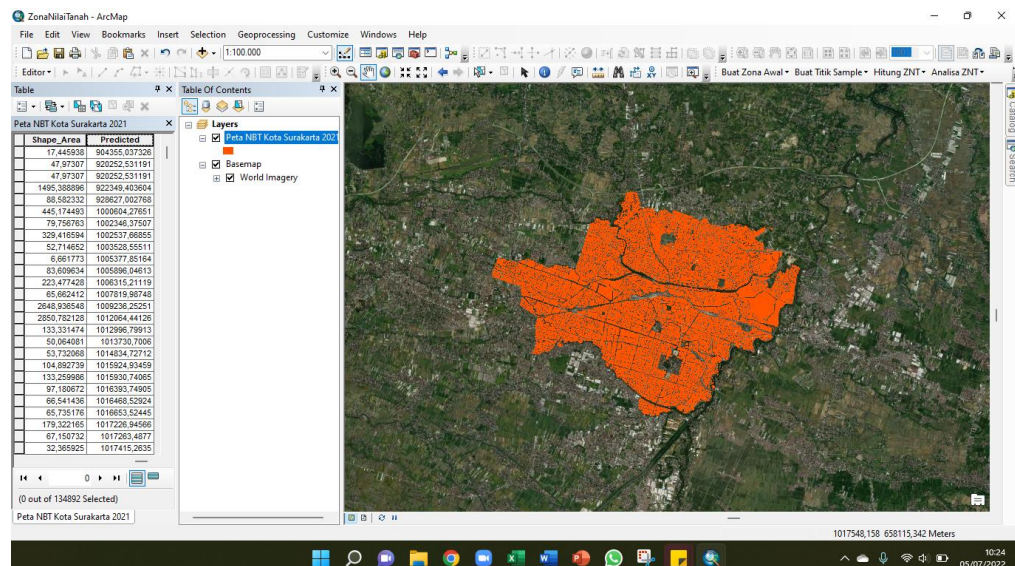 ZonaNilaiTanah - ArcMap
File Edit View Bookmarks Insert Selection Geoprocessing Customize Windows Help
1:100.000
Editor
Buat Zona Awal Buat Titik Sample Hitung ZNT Analisa ZNT
Table
Peta NBT Kota Surakarta 2021
Shape_Area Predicted
17,445938 904355,037326
47,97307 920252,531191
47,97307 920252,531191
1495,388896 922349,403604
88,582332 928627,002768
445,174493 1000604,27651
79,756763 1002346,37507
329,416594 1002537,66855
52,714652 1003528,55511
6,661773 1005377,85164
83,609634 1005896,04613
223,477428 1006315,21119
65,662412 1007819,98748
2648,936548 1009236,25251
2850,782128 1012064,44126
133,331474 1012996,79913
50,064081 1013730,7006
53,732068 1014834,72712
104,892739 1015924,93459
133,259986 1015930,74065
97,180672 1016393,74905
66,541436 1016468,52924
65,735176 1016653,52445
179,322165 1017226,94566
67,150732 1017263,4877
32,365925 1017415,2635
0
(0 out of 134892 Selected)
Peta NBT Kota Surakarta 2021
Table Of Contents
Layers
Peta NBT Kota Surakarta 2021
Basemap
World Imagery
Catalog
Search
1017548,158 658115,342 Meters
10:24
05/07/2022